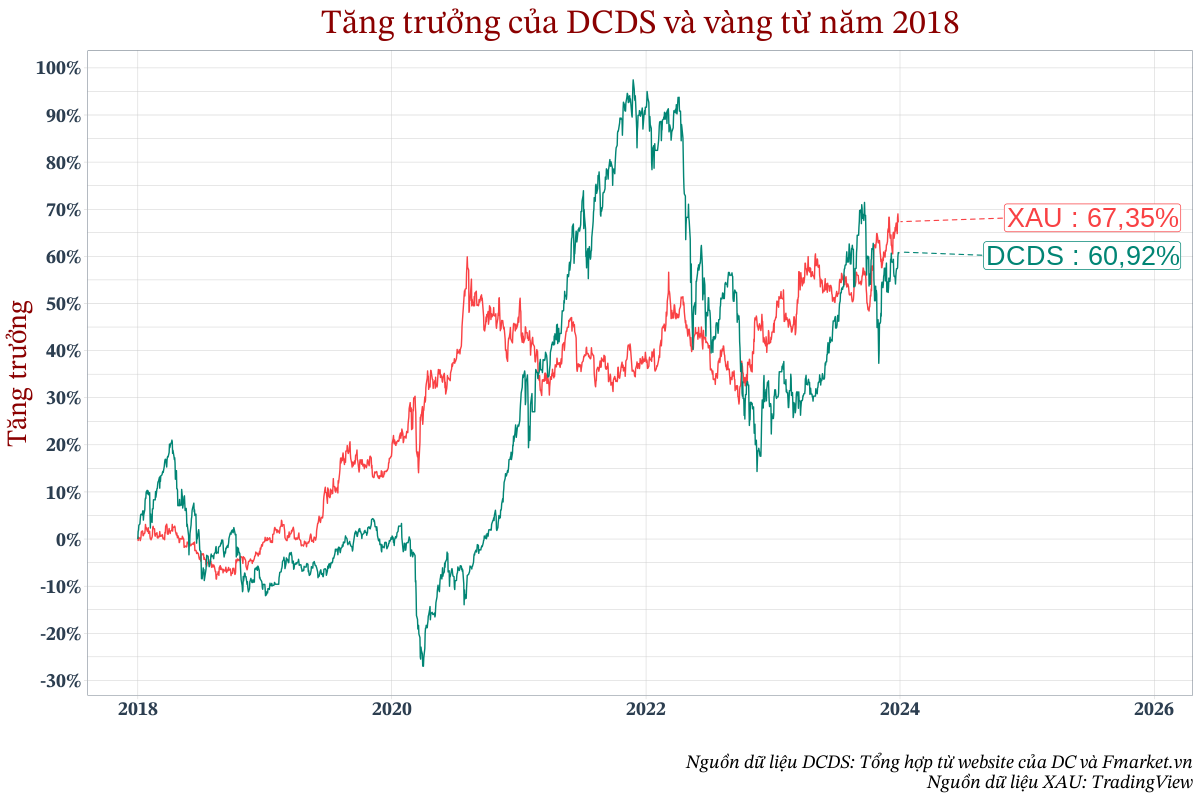 Tăng trưởng của DCDS và vàng từ năm 2018
Tăng trưởng
100%
90%
80%
70%
60%
50%
40%
30%
20%
10%
0%
-10%
-20%
-30%
XAU : 67,35%
DCDS : 60,92%
2018 2020 2022 2024 2026
Nguồn dữ liệu DCDS: Tổng hợp từ website của DC và Fmarket.vn
Nguồn dữ liệu XAU: TradingView